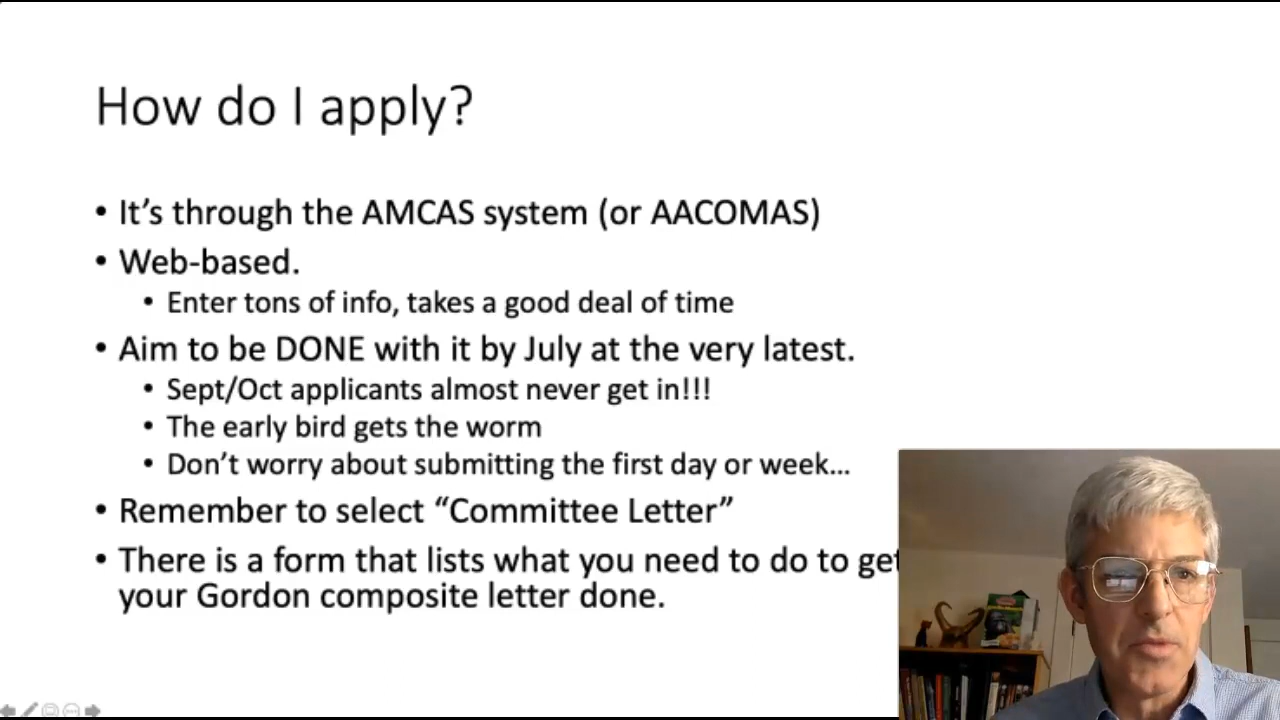 How do I apply?
• It's through the AMCAS system (or AACOMAS)
• Web-based.
• Enter tons of info, takes a good deal of time
• Aim to be DONE with it by July at the very latest.
• Sept/Oct applicants almost never get in!!!
• The early bird gets the worm
• Don't worry about submitting the first day or week...
• Remember to select “Committee Letter”
• There is a form that lists what you need to do to get
your Gordon composite letter done.